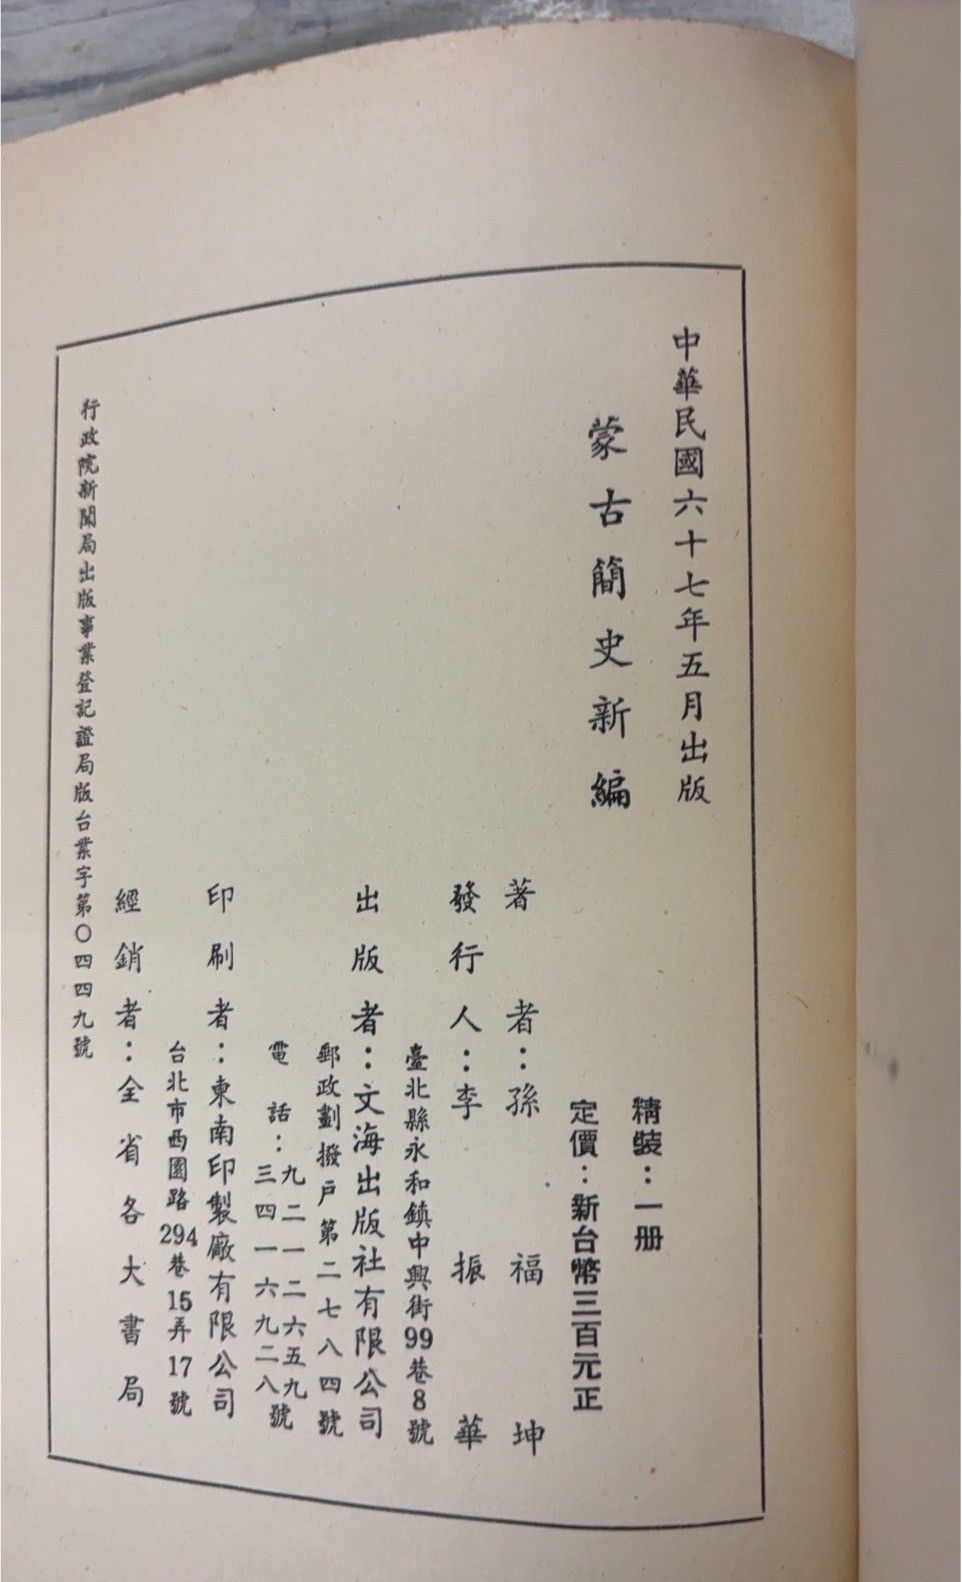 中華民國六十七年五月出版
蒙古簡史新編
精裝：一册
定價：新台幣三百元正
著者：孫福坤
發行人：李振華
臺北縣永和鎮中興街99巷8號
出版者：文海出版社有限公司
郵政劃撥戶第二七八四號
電話：九二一二六五九
三四一六九二八號
印刷者：東南印製廠有限公司
台北市西園路294巷15弄17號
經銷者：全省各大書局
行政院新聞局出版事業登記證局版台業字第〇四四九號